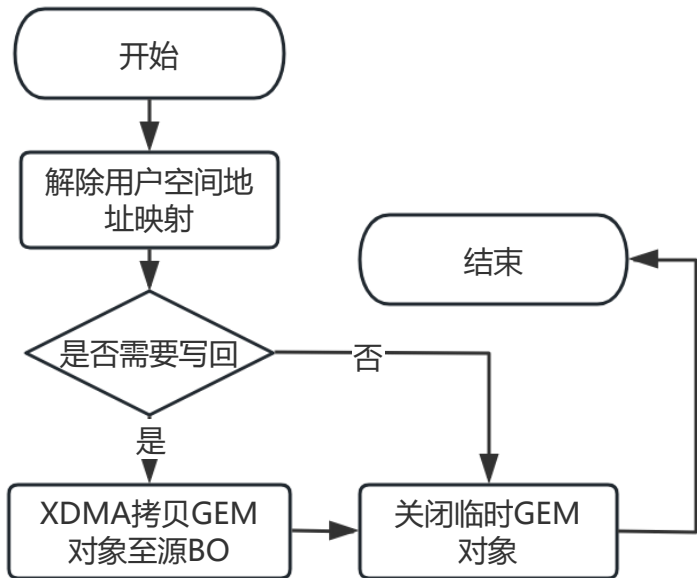 开始
解除用户空间地
址映射
结束
是否需要写回
否
是
XDMA拷贝GEM
对象至源BO
关闭临时GEM
对象